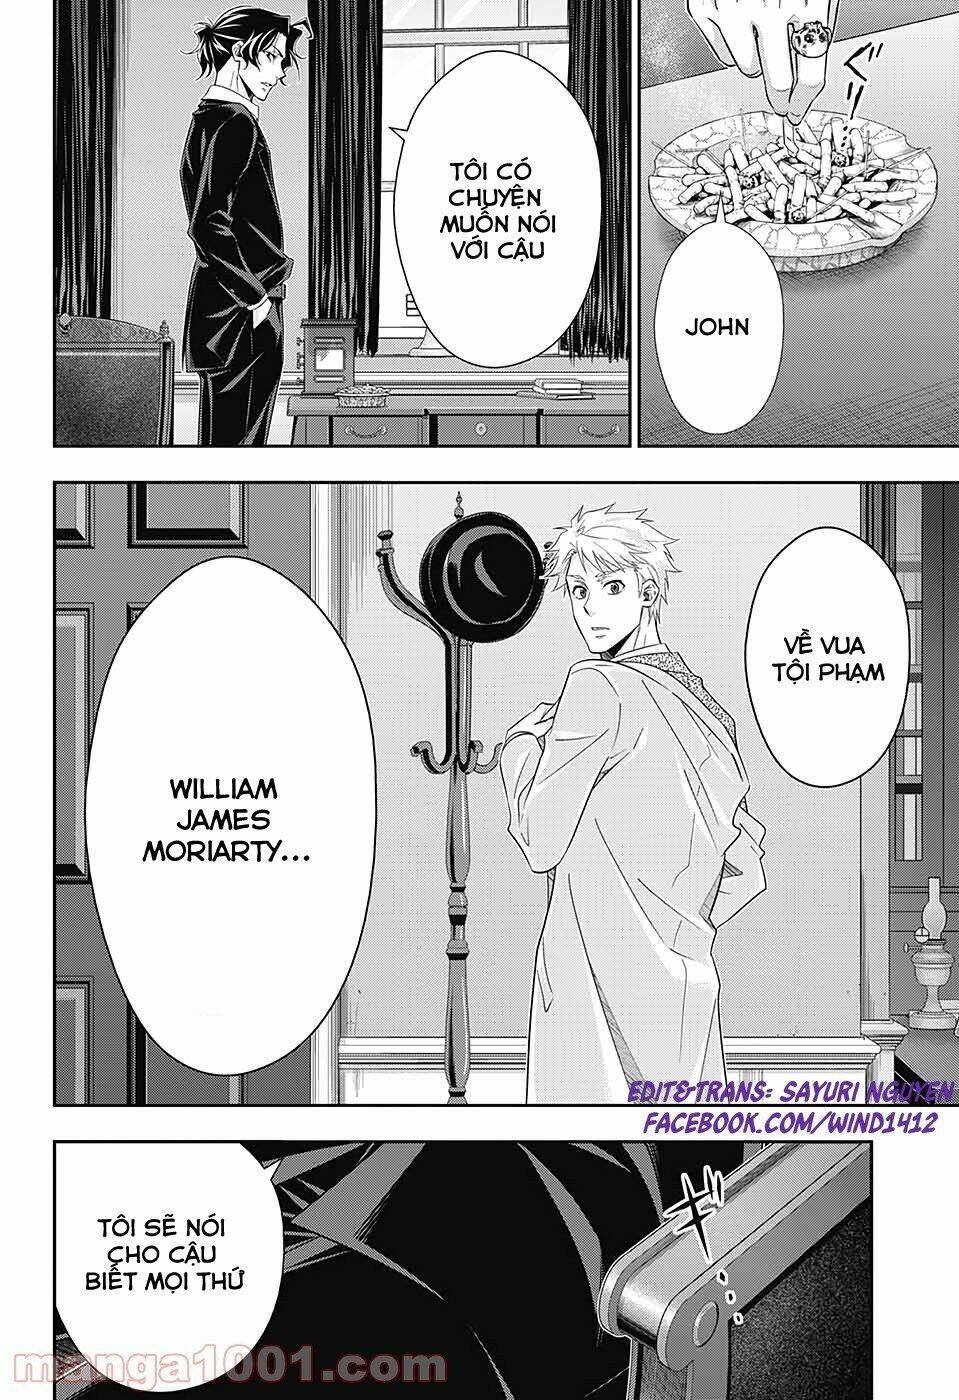 JOHN
TÔI CÓ
CHUYỆN
MUỐN NÓI
VỚI CẬU
VỀ VUA
TỘI PHẠM
WILLIAM
JAMES
MORIARTY...
EDIT&TRANS: SAYURI NGUYEN
FACEBOOK.COM/WIND1412
TÔI SẼ NÓI
CHO CẬU
BIẾT MỌI THỨ
manga1001.com